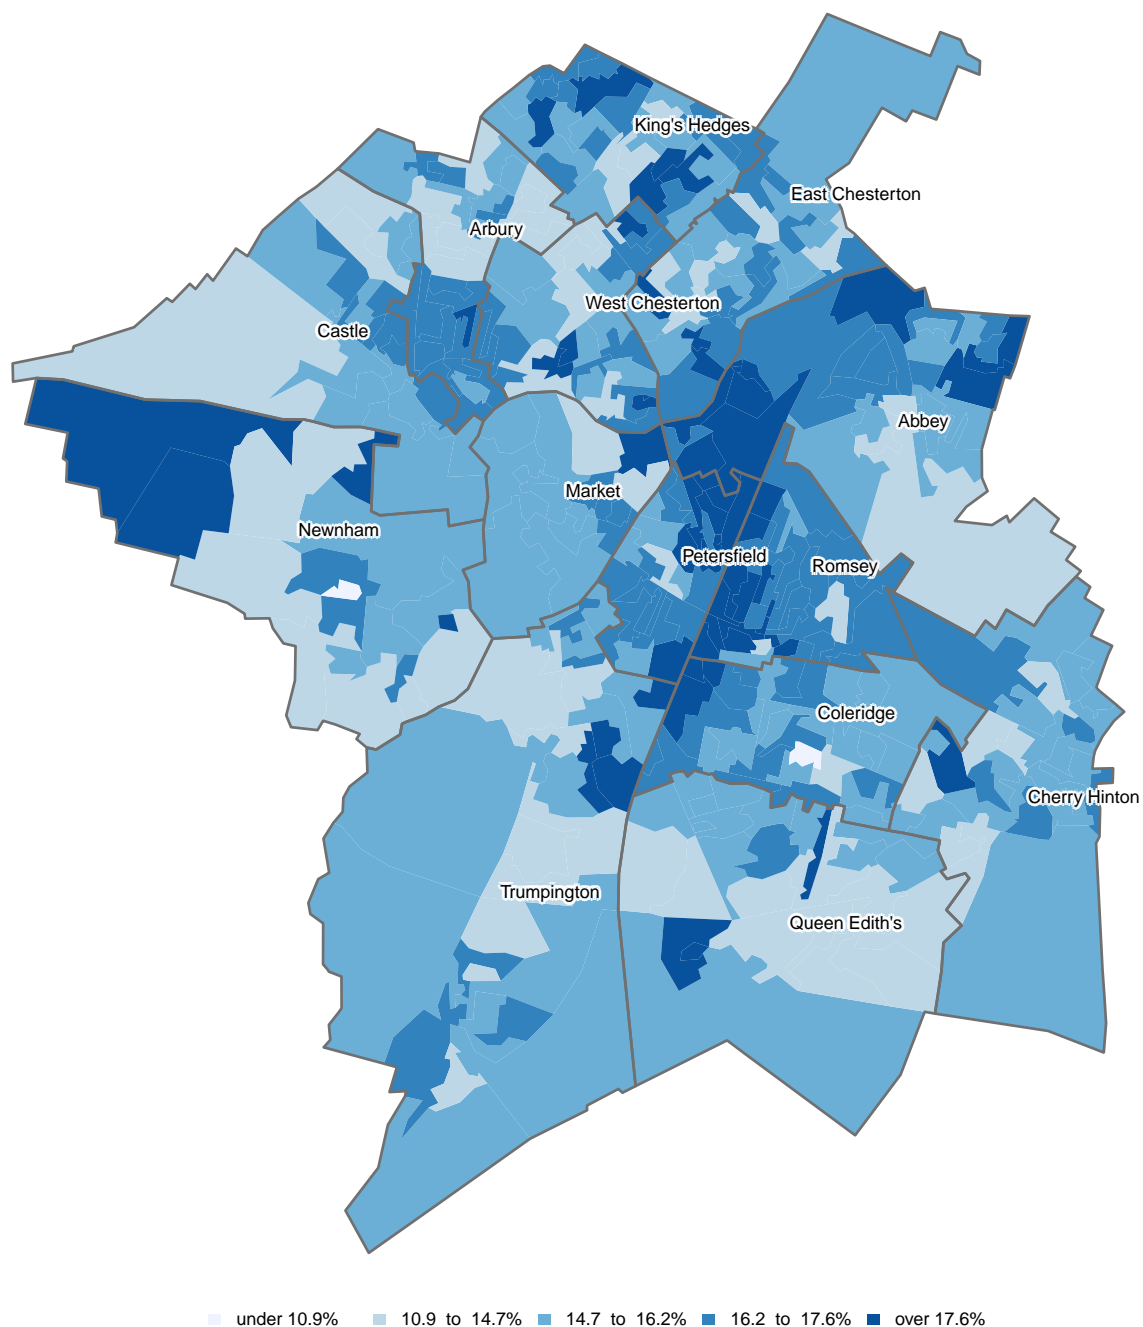 King's Hedges
East Chesterton
Arbury
West Chesterton
Castle
Abbey
Market
Newnham
Petersfield
Romsey
Coleridge
Cherry Hinton
Trumpington
Queen Edith's
under 10.9% 10.9 to 14.7% 14.7 to 16.2% 16.2 to 17.6% over 17.6%